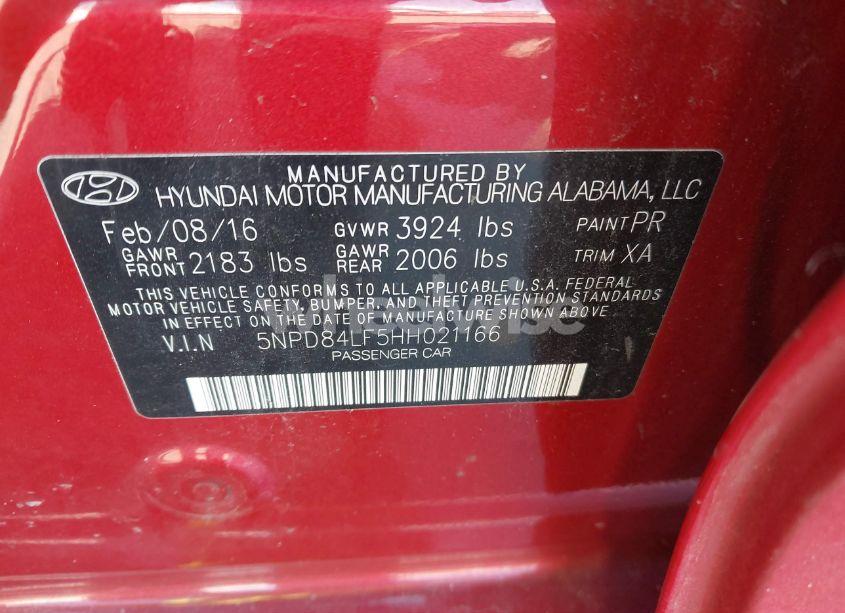 MANUFACTURED BY
HYUNDAI MOTOR MANUFACTURING ALABAMA, LLC
Feb/08/16 GVWR 3924 lbs PAINT PR
GAWR FRONT 2183 lbs GAWR REAR 2006 lbs TRIM XA
THIS VEHICLE CONFORMS TO ALL APPLICABLE U.S.A. FEDERAL
MOTOR VEHICLE SAFETY, BUMPER, AND THEFT PREVENTION STANDARDS
IN EFFECT ON THE DATE OF MANUFACTURE SHOWN ABOVE
V.I.N 5NPD84LF5HH021166
PASSENGER CAR